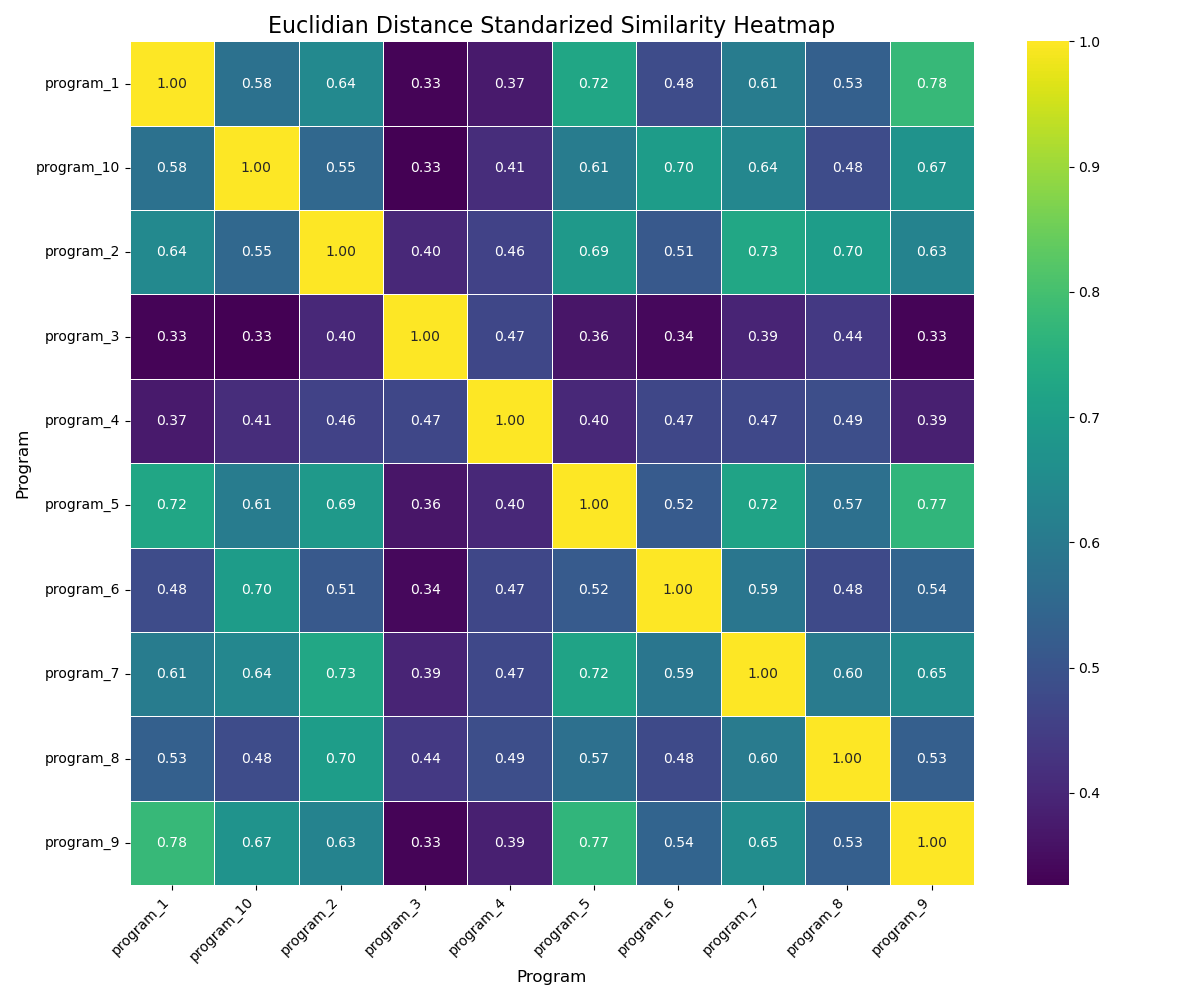 Euclidian Distance Standarized Similarity Heatmap
program_1 1.00 0.58 0.64 0.33 0.37 0.72 0.48 0.61 0.53 0.78
program_10 0.58 1.00 0.55 0.33 0.41 0.61 0.70 0.64 0.48 0.67
program_2 0.64 0.55 1.00 0.40 0.46 0.69 0.51 0.73 0.70 0.63
program_3 0.33 0.33 0.40 1.00 0.47 0.36 0.34 0.39 0.44 0.33
program_4 0.37 0.41 0.46 0.47 1.00 0.40 0.47 0.47 0.49 0.39
program_5 0.72 0.61 0.69 0.36 0.40 1.00 0.52 0.72 0.57 0.77
program_6 0.48 0.70 0.51 0.34 0.47 0.52 1.00 0.59 0.48 0.54
program_7 0.61 0.64 0.73 0.39 0.47 0.72 0.59 1.00 0.60 0.65
program_8 0.53 0.48 0.70 0.44 0.49 0.57 0.48 0.60 1.00 0.53
program_9 0.78 0.67 0.63 0.33 0.39 0.77 0.54 0.65 0.53 1.00
program_1 program_10 program_2 program_3 program_4 program_5 program_6 program_7 program_8 program_9
Program
Program
1.0
0.9
0.8
0.7
0.6
0.5
0.4